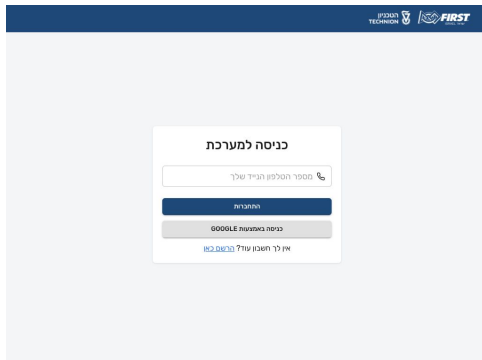 FIRST
ISRAEL
הטכניון
TECHNION
כניסה למערכת
מספר הטלפון הנייד שלך
התחברות
כניסה באמצעות GOOGLE
אין לך חשבון עוד? הרשם כאן